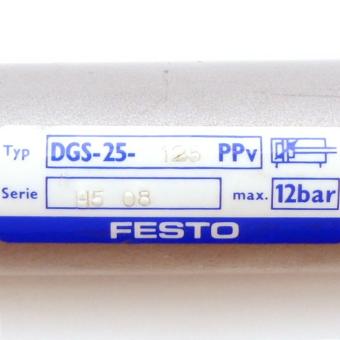 Typ DGS-25- 125 PPv
Serie H5 08 max. 12bar
FESTO